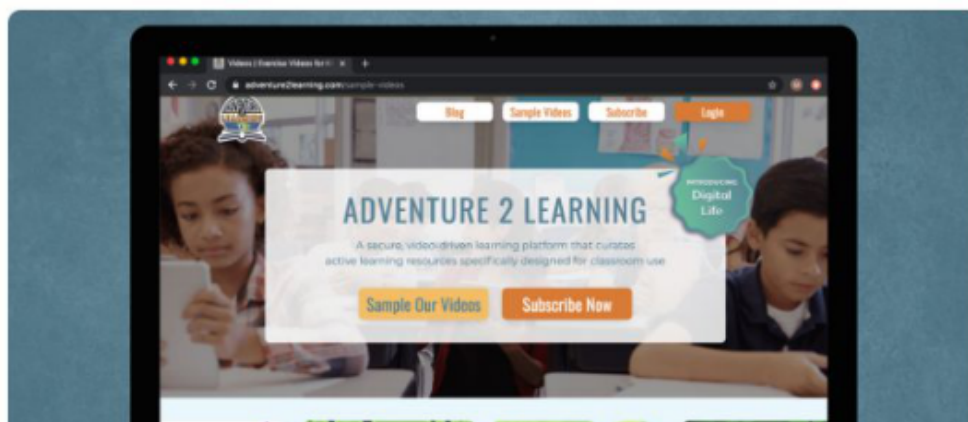 Videos | Exercise Videos for
adventure2learning.com/sample-videos
Blog
Sample Videos
Subscribe
Login
INTRODUCING
Digital
Life
ADVENTURE 2 LEARNING
A secure, video-driven learning platform that curates
active learning resources specifically designed for classroom use
Sample Our Videos
Subscribe Now